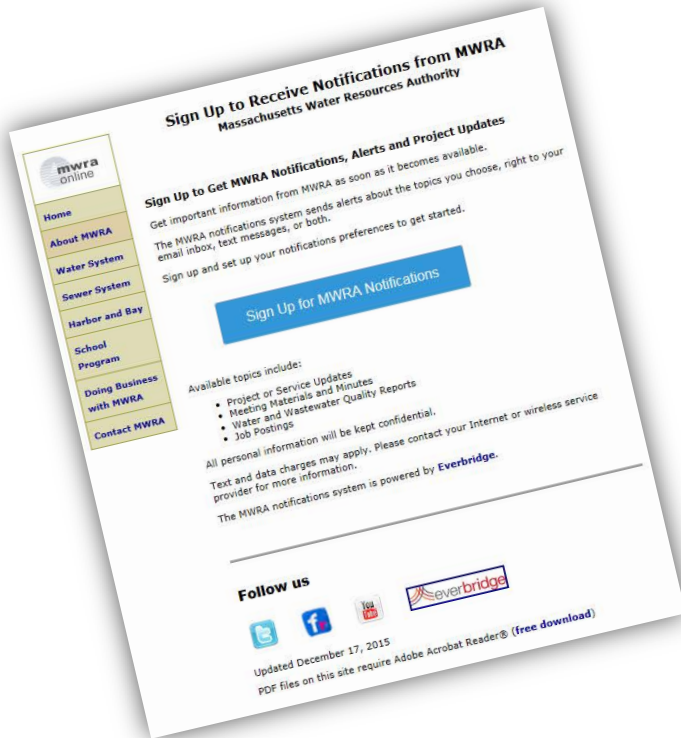 Sign Up to Receive Notifications from MWRA
Massachusetts Water Resources Authority
mwra
online
Home
About MWRA
Water System
Sewer System
Harbor and Bay
School
Program
Doing Business
with MWRA
Contact MWRA
Sign Up to Get MWRA Notifications, Alerts and Project Updates
Get important information from MWRA as soon as it becomes available.
The MWRA notifications system sends alerts about the topics you choose, right to your
email inbox, text messages, or both.
Sign up and set up your notifications preferences to get started.
Sign Up for MWRA Notifications
Available topics include:
• Project or Service Updates
• Meeting Materials and Minutes
• Water and Wastewater Quality Reports
• Job Postings
All personal information will be kept confidential.
Text and data charges may apply. Please contact your Internet or wireless service
provider for more information.
The MWRA notifications system is powered by Everbridge.
Follow us
f
You
Tube
everbridge
Updated December 17, 2015
PDF files on this site require Adobe Acrobat Reader® (free download)